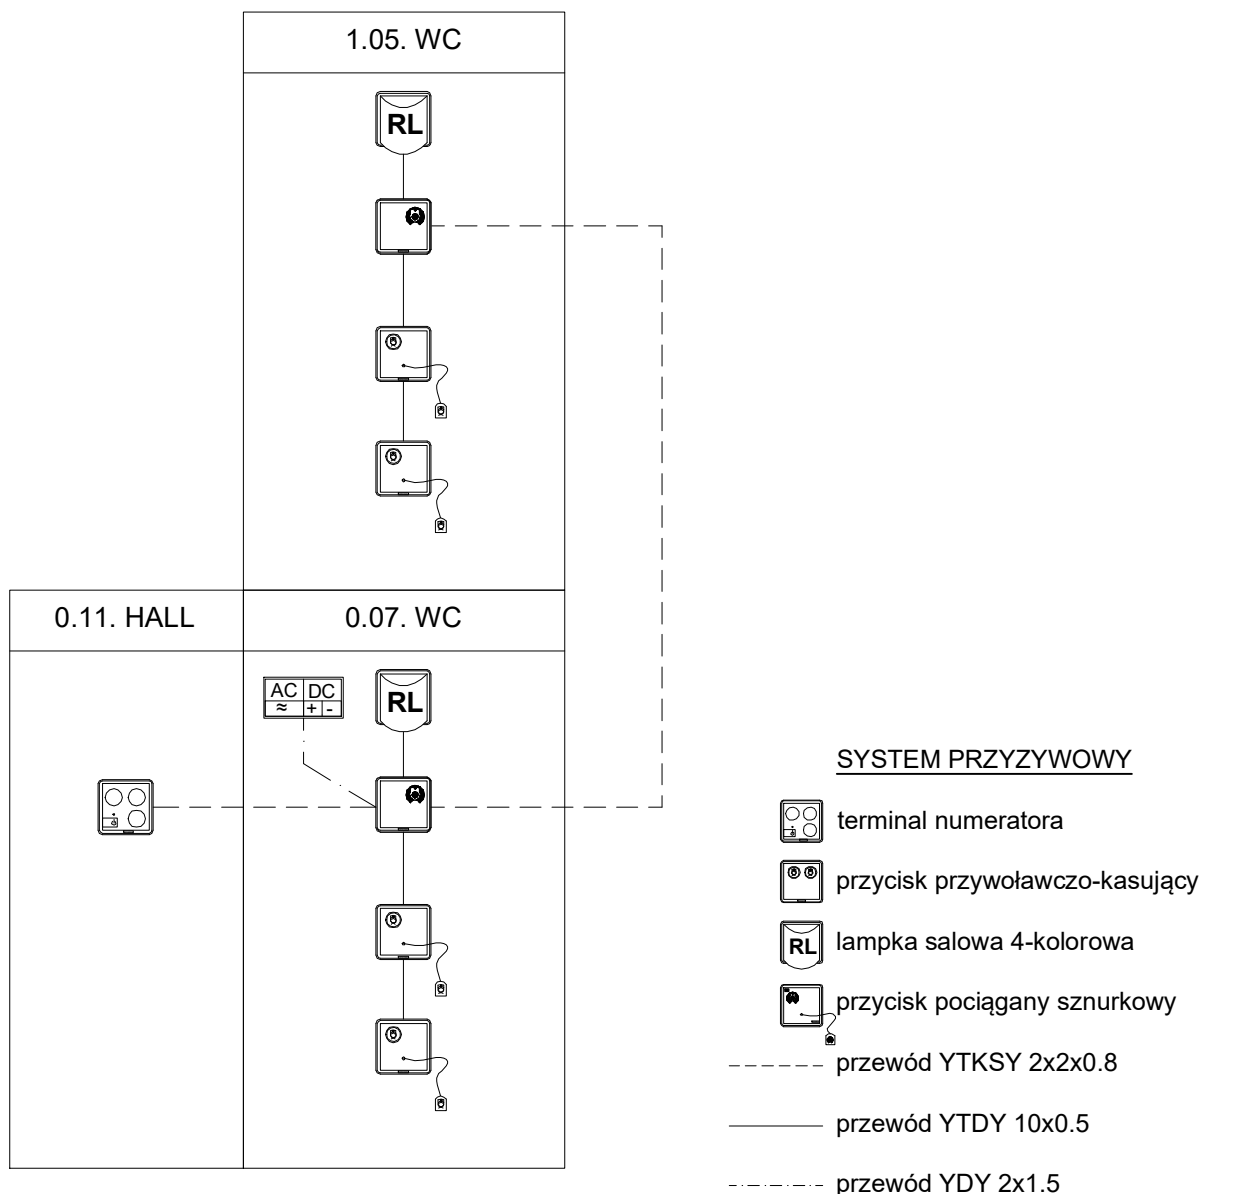 1.05. WC
RL
0.11. HALL
0.07. WC
AC DC
≈ + -
RL
SYSTEM PRZYZYWOWY
terminal numeratora
przycisk przywoławczo-kasujący
RL lampka salowa 4-kolorowa
przycisk pociągany sznurkowy
przewód YTKSY 2x2x0.8
przewód YTDY 10x0.5
przewód YDY 2x1.5